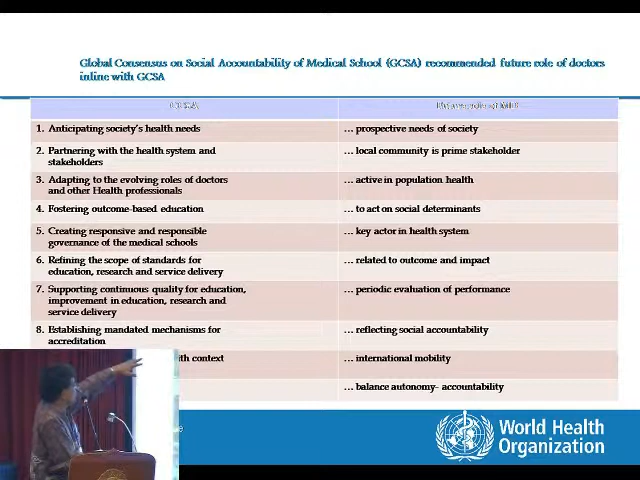 Global Consensus on Social Accountability of Medical School (GCSA) recommended future role of doctors
inline with GCSA
GCSA
1. Anticipating society's health needs
… prospective needs of society
2. Partnering with the health system and
stakeholders
… local community is prime stakeholder
3. Adapting to the evolving roles of doctors
and other Health professionals
… active in population health
4. Fostering outcome-based education
… to act on social determinants
5. Creating responsive and responsible
governance of the medical schools
… key actor in health system
6. Refining the scope of standards for
education, research and service delivery
… related to outcome and impact
7. Supporting continuous quality for education,
improvement in education, research and
service delivery
… periodic evaluation of performance
8. Establishing mandated mechanisms for
accreditation
… reflecting social accountability
with context
… international mobility
… balance autonomy- accountability
World Health
Organization